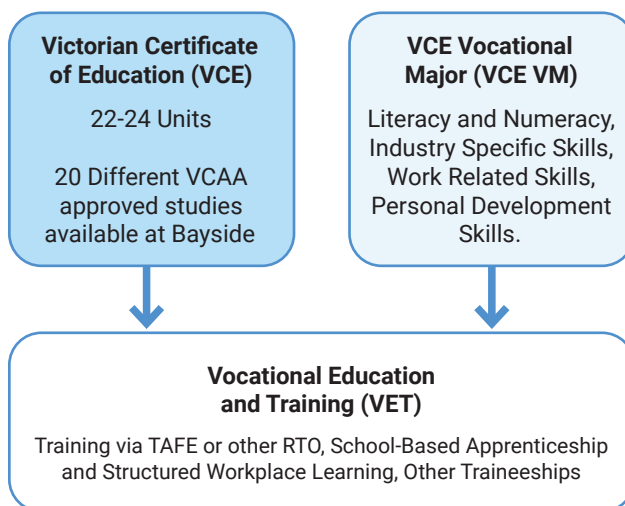 Victorian Certificate
of Education (VCE)
22-24 Units
20 Different VCAA
approved studies
available at Bayside
VCE Vocational
Major (VCE VM)
Literacy and Numeracy,
Industry Specific Skills,
Work Related Skills,
Personal Development
Skills.
Vocational Education
and Training (VET)
Training via TAFE or other RTO, School-Based Apprenticeship
and Structured Workplace Learning, Other Traineeships